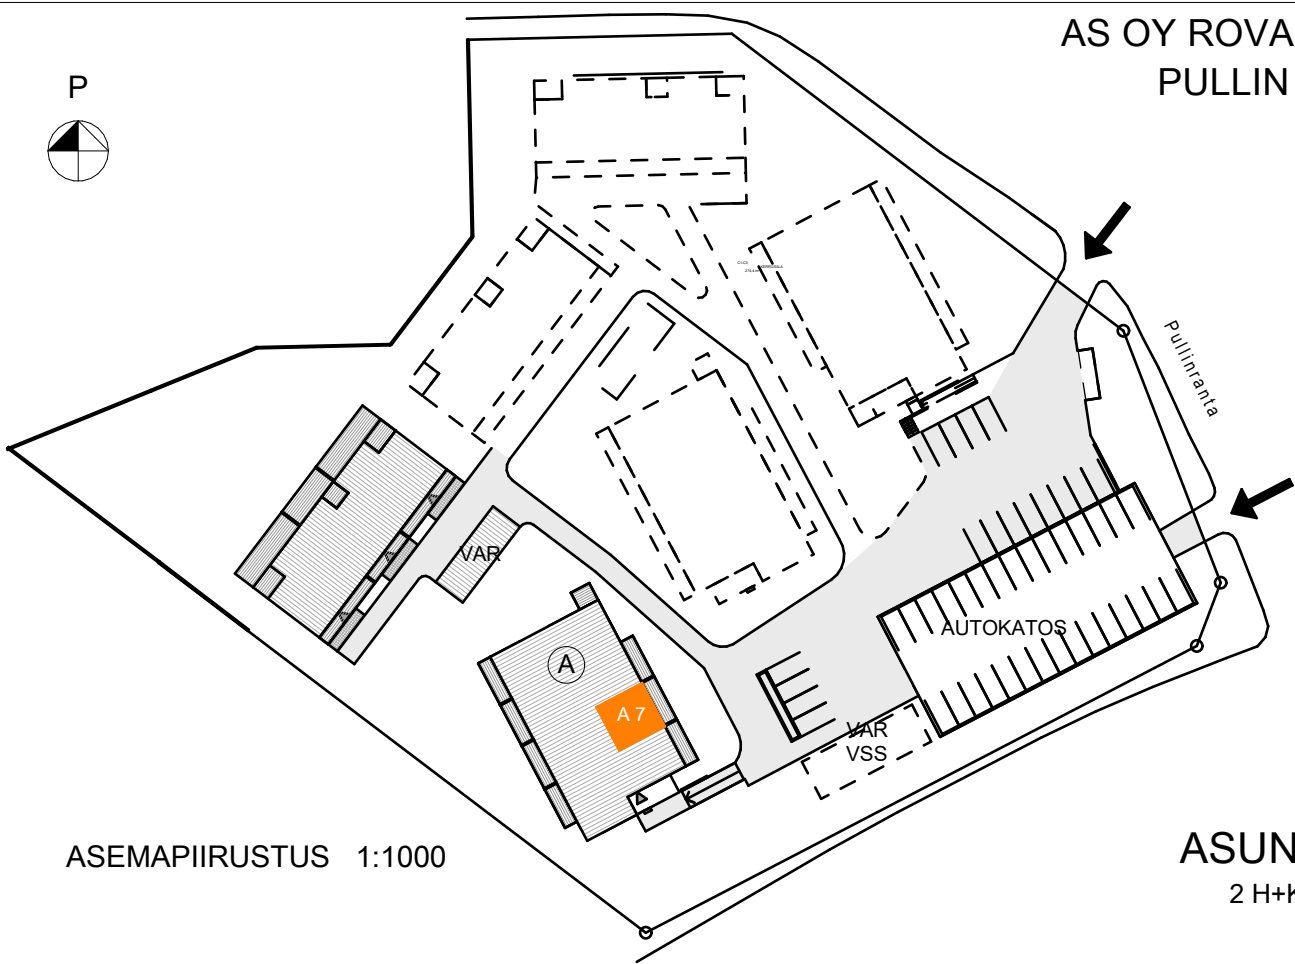 AS OY ROVA
PULLIN
P
Pullinranta
VAR
A
AUTOKATOS
A 7
VAR
VSS
ASEMAPIIRUSTUS 1:1000
ASUN
2 H+K